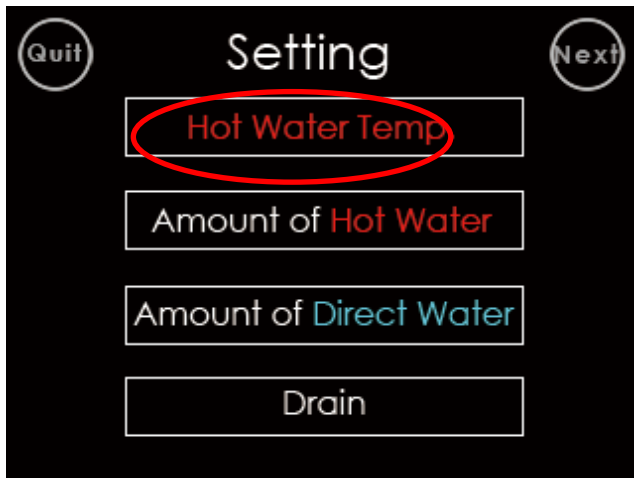 Quit
Setting
Next
Hot Water Temp
Amount of Hot Water
Amount of Direct Water
Drain